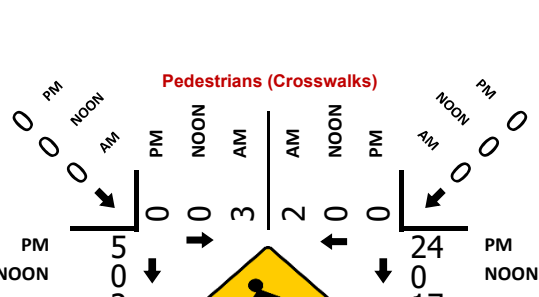 Pedestrians (Crosswalks)
PM NOON AM
0 0 0
PM NOON AM AM NOON PM
0 0 3 2 0 0
PM NOON AM
0 0 0
PM 5 24 PM
NOON 0 0 NOON
17